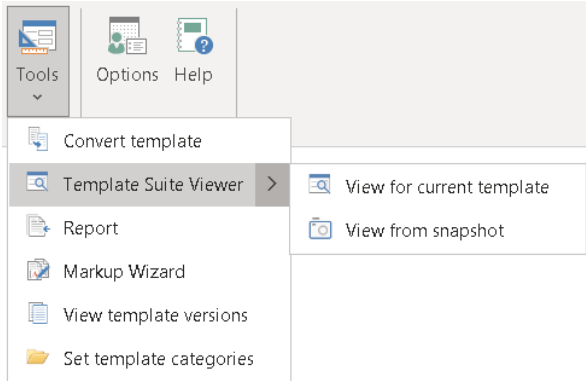 Tools
Options
Help
Convert template
Template Suite Viewer
View for current template
Report
View from snapshot
Markup Wizard
View template versions
Set template categories